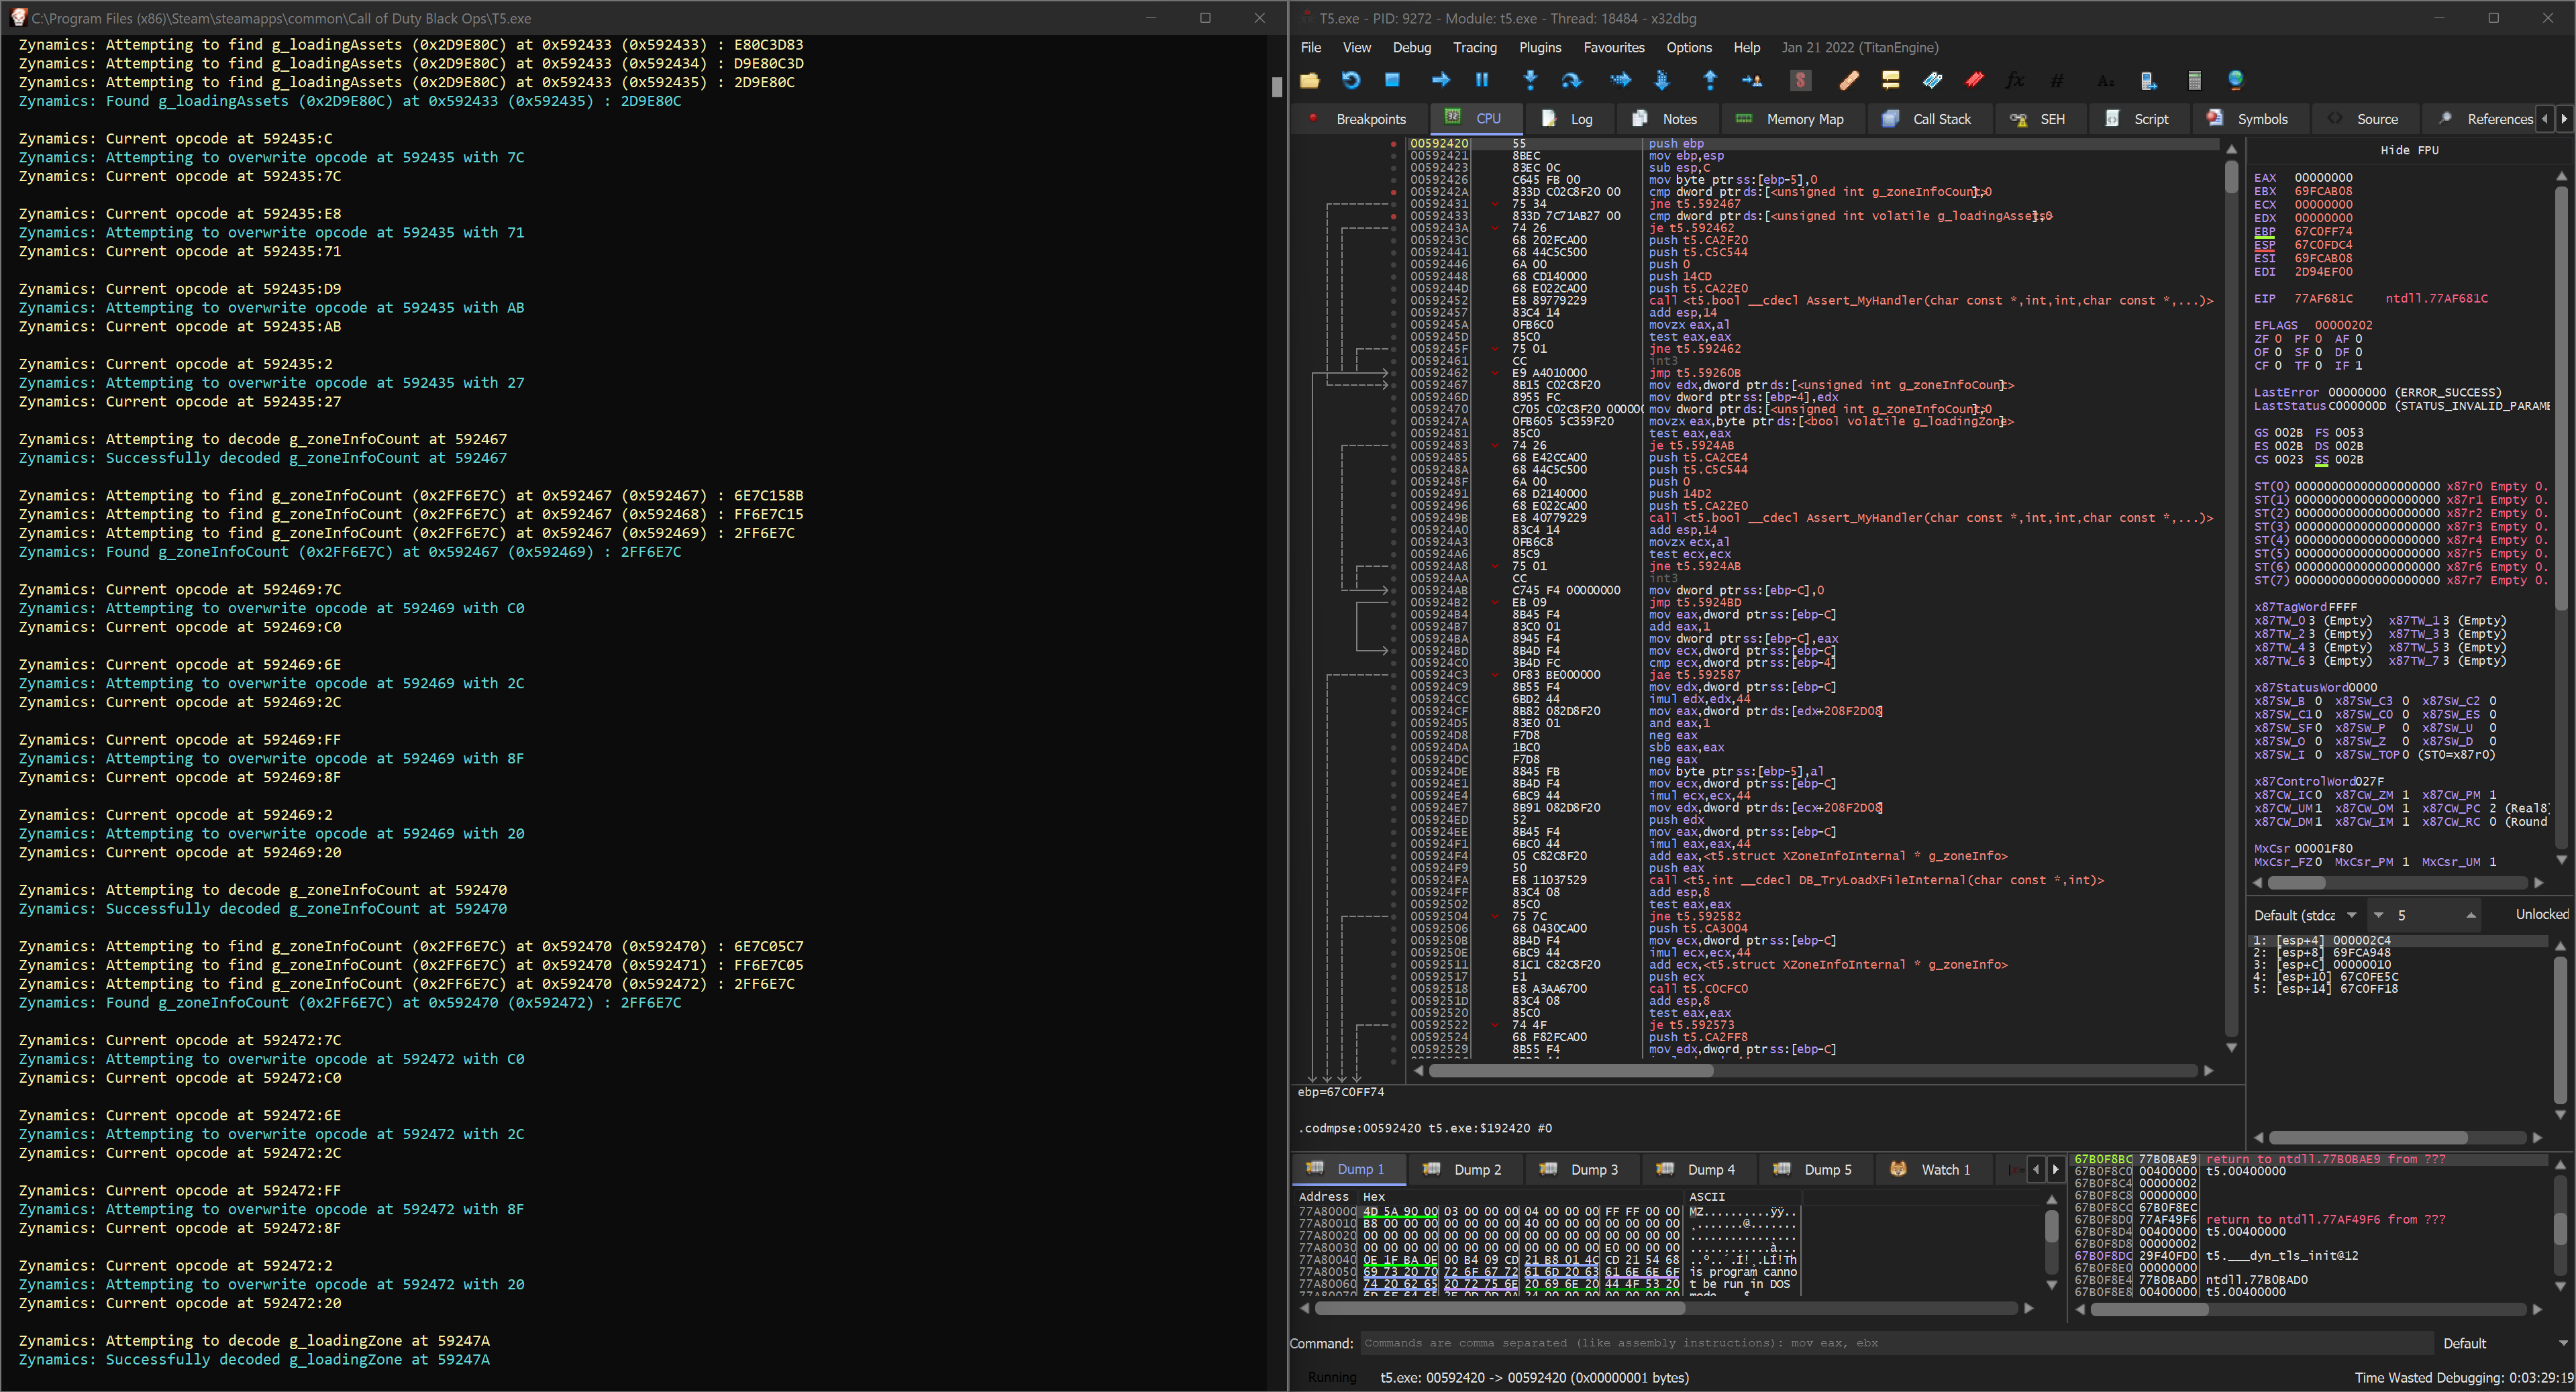 C:\Program Files (x86)\Steam\steamapps\common\Call of Duty Black Ops\T5.exe
Zynamics: Attempting to find g_loadingAssets (0x2D9E80C) at 0x592433 (0x592433) : E80C3D83
Zynamics: Attempting to find g_loadingAssets (0x2D9E80C) at 0x592433 (0x592434) : D9E80C3D
Zynamics: Attempting to find g_loadingAssets (0x2D9E80C) at 0x592433 (0x592435) : 2D9E80C
Zynamics: Found g_loadingAssets (0x2D9E80C) at 0x592433 (0x592435) : 2D9E80C
Zynamics: Current opcode at 592435:C
Zynamics: Attempting to overwrite opcode at 592435 with 7C
Zynamics: Current opcode at 592435:7C
Zynamics: Current opcode at 592435:E8
Zynamics: Attempting to overwrite opcode at 592435 with 71
Zynamics: Current opcode at 592435:71
Zynamics: Current opcode at 592435:D9
Zynamics: Attempting to overwrite opcode at 592435 with AB
Zynamics: Current opcode at 592435:AB
Zynamics: Current opcode at 592435:2
Zynamics: Attempting to overwrite opcode at 592435 with 27
Zynamics: Current opcode at 592435:27
Zynamics: Attempting to decode g_zoneInfoCount at 592467
Zynamics: Successfully decoded g_zoneInfoCount at 592467
Zynamics: Attempting to find g_zoneInfoCount (0x2FF6E7C) at 0x592467 (0x592467) : 6E7C158B
Zynamics: Attempting to find g_zoneInfoCount (0x2FF6E7C) at 0x592467 (0x592468) : FF6E7C15
Zynamics: Attempting to find g_zoneInfoCount (0x2FF6E7C) at 0x592467 (0x592469) : 2FF6E7C
Zynamics: Found g_zoneInfoCount (0x2FF6E7C) at 0x592467 (0x592469) : 2FF6E7C
Zynamics: Current opcode at 592469:7C
Zynamics: Attempting to overwrite opcode at 592469 with C0
Zynamics: Current opcode at 592469:C0
Zynamics: Current opcode at 592469:6E
Zynamics: Attempting to overwrite opcode at 592469 with 2C
Zynamics: Current opcode at 592469:2C
Zynamics: Current opcode at 592469:FF
Zynamics: Attempting to overwrite opcode at 592469 with 8F
Zynamics: Current opcode at 592469:8F
Zynamics: Current opcode at 592469:2
Zynamics: Attempting to overwrite opcode at 592469 with 20
Zynamics: Current opcode at 592469:20
Zynamics: Attempting to decode g_zoneInfoCount at 592470
Zynamics: Successfully decoded g_zoneInfoCount at 592470
Zynamics: Attempting to find g_zoneInfoCount (0x2FF6E7C) at 0x592470 (0x592470) : 6E7C05C7
Zynamics: Attempting to find g_zoneInfoCount (0x2FF6E7C) at 0x592470 (0x592471) : FF6E7C05
Zynamics: Attempting to find g_zoneInfoCount (0x2FF6E7C) at 0x592470 (0x592472) : 2FF6E7C
Zynamics: Found g_zoneInfoCount (0x2FF6E7C) at 0x592470 (0x592472) : 2FF6E7C
Zynamics: Current opcode at 592472:7C
Zynamics: Attempting to overwrite opcode at 592472 with C0
Zynamics: Current opcode at 592472:C0
Zynamics: Current opcode at 592472:6E
Zynamics: Attempting to overwrite opcode at 592472 with 2C
Zynamics: Current opcode at 592472:2C
Zynamics: Current opcode at 592472:FF
Zynamics: Attempting to overwrite opcode at 592472 with 8F
Zynamics: Current opcode at 592472:8F
Zynamics: Current opcode at 592472:2
Zynamics: Attempting to overwrite opcode at 592472 with 20
Zynamics: Current opcode at 592472:20
Zynamics: Attempting to decode g_loadingZone at 59247A
Zynamics: Successfully decoded g_loadingZone at 59247A
T5.exe - PID: 9272 - Module: t5.exe - Thread: 18484 - x32dbg
File View Debug Tracing Plugins Favourites Options Help Jan 21 2022 (TitanEngine)
Breakpoints CPU Log Notes Memory Map Call Stack SEH Script Symbols Source References
00592420 55 push ebp
00592421 8BEC mov ebp,esp
00592423 83EC 0C sub esp,C
00592426 C645 FB 00 mov byte ptr ss:[ebp-5],0
0059242A 833D C02C8F20 00 cmp dword ptr ds:[<unsigned int g_zoneInfoCount>],0
00592431 75 34 jne t5.592467
00592433 833D 7C71AB27 00 cmp dword ptr ds:[<unsigned int volatile g_loadingAssets>],0
0059243A 74 26 je t5.592462
0059243C 68 202FCA00 push t5.CA2F20
00592441 68 44C5C500 push t5.C5C544
00592446 6A 00 push 0
00592448 68 CD140000 push 14CD
0059244D 68 E022CA00 push t5.CA22E0
00592452 E8 89779229 call <t5.bool __cdecl Assert_MyHandler(char const *,int,int,char const *,...)>
00592457 83C4 14 add esp,14
0059245A 0FB6C0 movzx eax,al
0059245D 85C0 test eax,eax
0059245F 75 01 jne t5.592462
00592461 CC int3
00592462 E9 A4010000 jmp t5.59260B
00592467 8B15 C02C8F20 mov edx,dword ptr ds:[<unsigned int g_zoneInfoCount>]
0059246D 8955 FC mov dword ptr ss:[ebp-4],edx
00592470 C705 C02C8F20 00000 mov dword ptr ds:[<unsigned int g_zoneInfoCount>],0
0059247A 0FB605 5C359F20 movzx eax,byte ptr ds:[<bool volatile g_loadingZone>]
00592481 85C0 test eax,eax
00592483 74 26 je t5.5924AB
00592485 68 E42CCA00 push t5.CA2CE4
0059248A 68 44C5C500 push t5.C5C544
0059248F 6A 00 push 0
00592491 68 D2140000 push 14D2
00592496 68 E022CA00 push t5.CA22E0
0059249B E8 40779229 call <t5.bool __cdecl Assert_MyHandler(char const *,int,int,char const *,...)>
005924A0 83C4 14 add esp,14
005924A3 0FB6C8 movzx ecx,al
005924A6 85C9 test ecx,ecx
005924A8 75 01 jne t5.5924AB
005924AA CC int3
005924AB C745 F4 00000000 mov dword ptr ss:[ebp-C],0
005924B2 EB 09 jmp t5.5924BD
005924B4 8B45 F4 mov eax,dword ptr ss:[ebp-C]
005924B7 83C0 01 add eax,1
005924BA 8945 F4 mov dword ptr ss:[ebp-C],eax
005924BD 8B4D F4 mov ecx,dword ptr ss:[ebp-C]
005924C0 3B4D FC cmp ecx,dword ptr ss:[ebp-4]
005924C3 0F83 BE000000 jae t5.592587
005924C9 8B55 F4 mov edx,dword ptr ss:[ebp-C]
005924CC 6BD2 44 imul edx,edx,44
005924CF 8B82 082D8F20 mov eax,dword ptr ds:[edx+208F2D08]
005924D5 83E0 01 and eax,1
005924D8 F7D8 neg eax
005924DA 1BC0 sbb eax,eax
005924DC F7D8 neg eax
005924DE 8845 FB mov byte ptr ss:[ebp-5],al
005924E1 8B4D F4 mov ecx,dword ptr ss:[ebp-C]
005924E4 6BC9 44 imul ecx,ecx,44
005924E7 8B91 082D8F20 mov edx,dword ptr ds:[ecx+208F2D08]
005924ED 52 push edx
005924EE 8B45 F4 mov eax,dword ptr ss:[ebp-C]
005924F1 6BC0 44 imul eax,eax,44
005924F4 05 C82C8F20 add eax,<t5.struct XZoneInfoInternal * g_zoneInfo>
005924F9 50 push eax
005924FA E8 11037529 call <t5.int __cdecl DB_TryLoadXFileInternal(char const *,int)>
005924FF 83C4 08 add esp,8
00592502 85C0 test eax,eax
00592504 75 7C jne t5.592582
00592506 68 0430CA00 push t5.CA3004
0059250B 8B4D F4 mov ecx,dword ptr ss:[ebp-C]
0059250E 6BC9 44 imul ecx,ecx,44
00592511 81C1 C82C8F20 add ecx,<t5.struct XZoneInfoInternal * g_zoneInfo>
00592517 51 push ecx
00592518 E8 A3AA6700 call t5.C0CFC0
0059251D 83C4 08 add esp,8
00592520 85C0 test eax,eax
00592522 74 4F je t5.592573
00592524 68 F82FCA00 push t5.CA2FF8
00592529 8B55 F4 mov edx,dword ptr ss:[ebp-C]
ebp=67C0FF74
.codmpse:00592420 t5.exe:$192420 #0
Hide FPU
EAX 00000000
EBX 69FCAB08
ECX 00000000
EDX 00000000
EBP 67C0FF74
ESP 67C0FDC4
ESI 69FCAB08
EDI 2D94EF00
EIP 77AF681C ntdll.77AF681C
EFLAGS 00000202
ZF 0 PF 0 AF 0
OF 0 SF 0 DF 0
CF 0 TF 0 IF 1
LastError 00000000 (ERROR_SUCCESS)
LastStatus C000000D (STATUS_INVALID_PARAME
GS 002B FS 0053
ES 002B DS 002B
CS 0023 SS 002B
ST(0) 00000000000000000000 x87r0 Empty 0.
ST(1) 00000000000000000000 x87r1 Empty 0.
ST(2) 00000000000000000000 x87r2 Empty 0.
ST(3) 00000000000000000000 x87r3 Empty 0.
ST(4) 00000000000000000000 x87r4 Empty 0.
ST(5) 00000000000000000000 x87r5 Empty 0.
ST(6) 00000000000000000000 x87r6 Empty 0.
ST(7) 00000000000000000000 x87r7 Empty 0.
x87TagWord FFFF
x87TW_0 3 (Empty) x87TW_1 3 (Empty)
x87TW_2 3 (Empty) x87TW_3 3 (Empty)
x87TW_4 3 (Empty) x87TW_5 3 (Empty)
x87TW_6 3 (Empty) x87TW_7 3 (Empty)
x87StatusWord 0000
x87SW_B 0 x87SW_C3 0 x87SW_C2 0
x87SW_C1 0 x87SW_C0 0 x87SW_ES 0
x87SW_SF 0 x87SW_P 0 x87SW_U 0
x87SW_O 0 x87SW_Z 0 x87SW_D 0
x87SW_I 0 x87SW_TOP 0 (ST0=x87r0)
x87ControlWord 027F
x87CW_IC 0 x87CW_ZM 1 x87CW_PM 1
x87CW_UM 1 x87CW_OM 1 x87CW_PC 2 (Real8)
x87CW_DM 1 x87CW_IM 1 x87CW_RC 0 (Round
MxCsr 00001F80
MxCsr_FZ 0 MxCsr_PM 1 MxCsr_UM 1
Default (stdca 5 Unlocked
1: [esp+4] 000002C4
2: [esp+8] 69FCA948
3: [esp+C] 00000010
4: [esp+10] 67C0FE5C
5: [esp+14] 67C0FF18
Dump 1 Dump 2 Dump 3 Dump 4 Dump 5 Watch 1
Address Hex ASCII
77A80000 4D 5A 90 00 03 00 00 00 04 00 00 00 FF FF 00 00 MZ..........ÿÿ..
77A80010 B8 00 00 00 00 00 00 00 40 00 00 00 00 00 00 00 ........@.......
77A80020 00 00 00 00 00 00 00 00 00 00 00 00 00 00 00 00 ................
77A80030 00 00 00 00 00 00 00 00 00 00 00 00 E0 00 00 00 ............à...
77A80040 0E 1F BA 0E 00 B4 09 CD 21 B8 01 4C CD 21 54 68 ..º..´.Í!¸.LÍ!Th
77A80050 69 73 20 70 72 6F 67 72 61 6D 20 63 61 6E 6E 6F is program canno
77A80060 74 20 62 65 20 72 75 6E 20 69 6E 20 44 4F 53 20 t be run in DOS
67B0F8BC 77B0BAE9 return to ntdll.77B0BAE9 from ???
67B0F8C0 00400000 t5.00400000
67B0F8C4 00000002
67B0F8C8 00000000
67B0F8CC 67B0F8EC
67B0F8D0 77AF49F6 return to ntdll.77AF49F6 from ???
67B0F8D4 00400000 t5.00400000
67B0F8D8 00000002
67B0F8DC 29F40FD0 t5.___dyn_tls_init@12
67B0F8E0 00000000
67B0F8E4 77B0BAD0 ntdll.77B0BAD0
67B0F8E8 00400000 t5.00400000
Command: Commands are comma separated (like assembly instructions): mov eax, ebx Default
Running t5.exe: 00592420 -> 00592420 (0x00000001 bytes) Time Wasted Debugging: 0:03:29:19